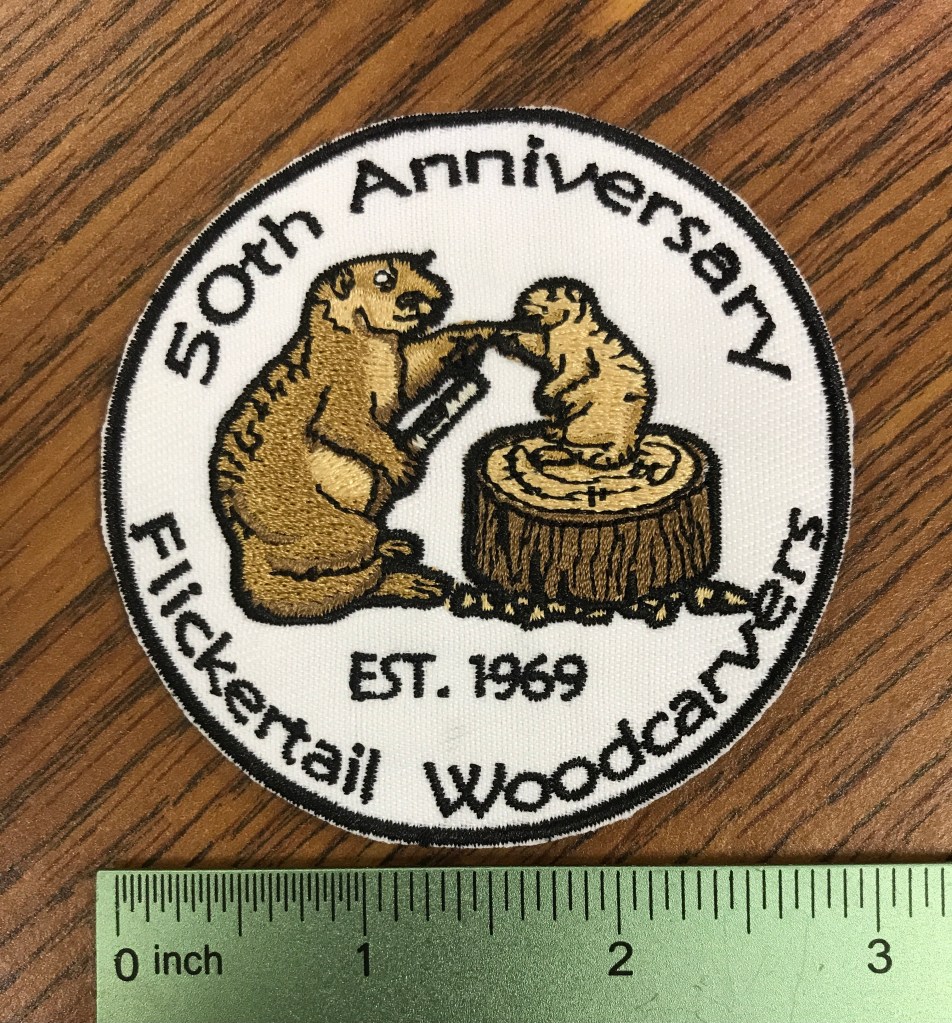 50th Anniversary
EST. 1969
Flickertail Woodcarvers
0 inch 1 2 3